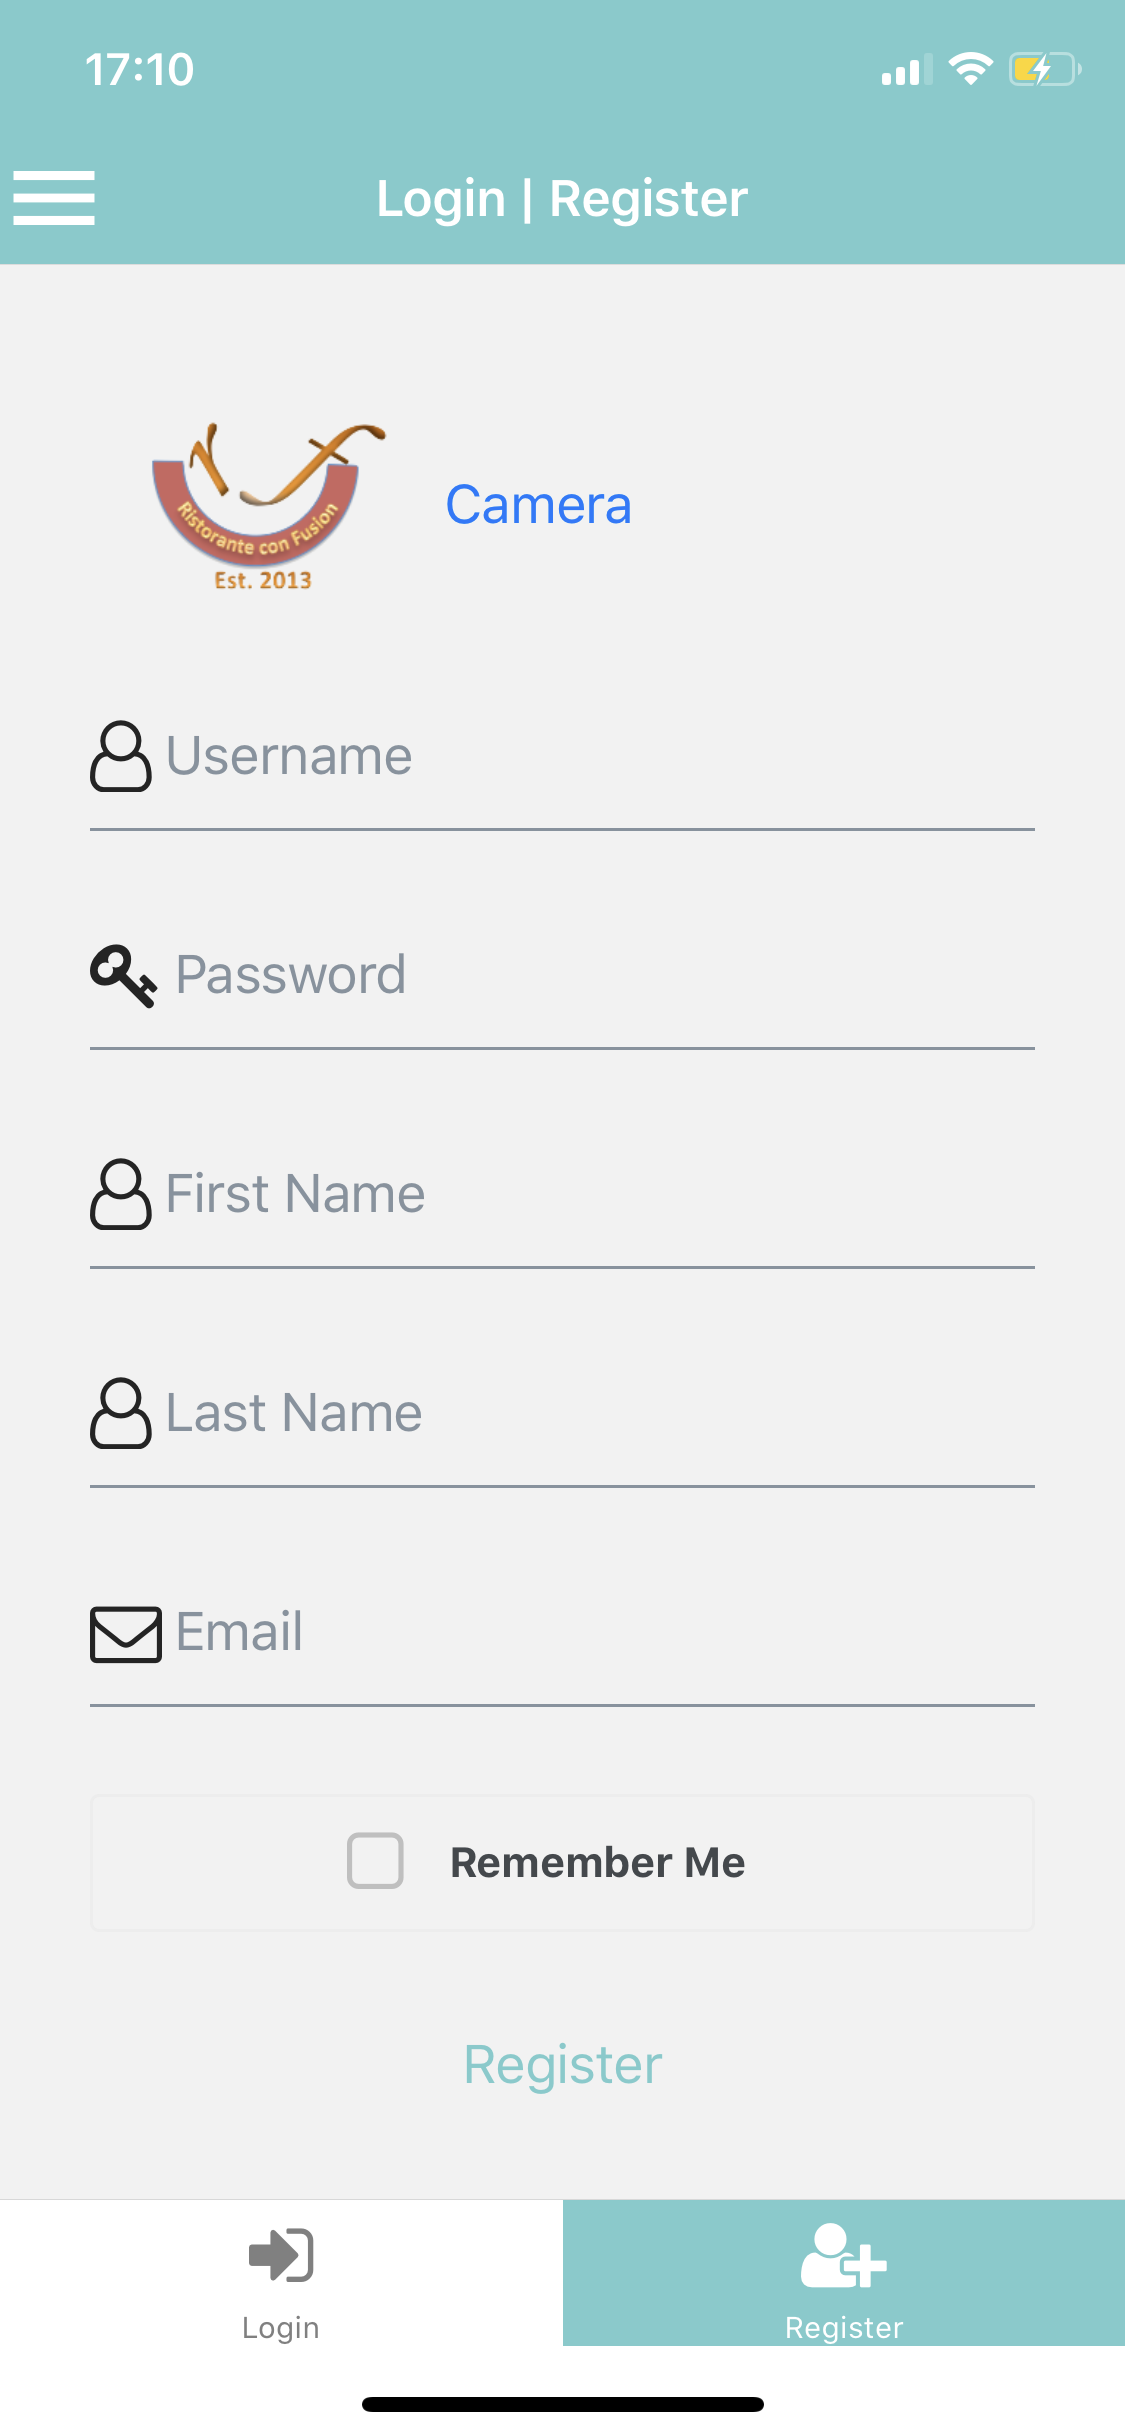 17:10
Login | Register
Ristorante con Fusion
Est. 2013
Camera
Username
Password
First Name
Last Name
Email
Remember Me
Register
Login
Register